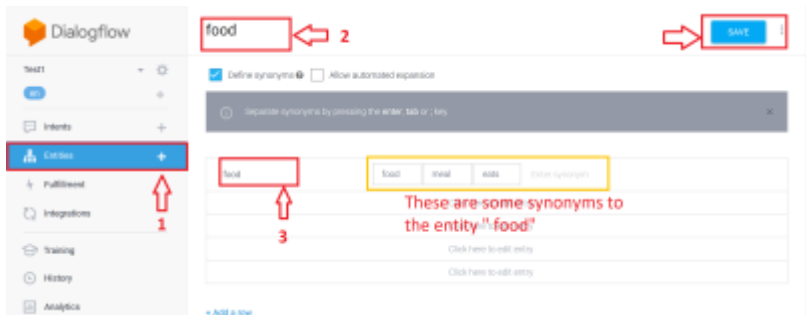 Dialogflow
food
2
SAVE
Test1
en
Define synonyms
Allow automated expansion
Separate synonyms by pressing the enter, tab or ; key.
Intents
Entities
Fulfillment
Integrations
Training
History
Analytics
1
food
food meal eats Enter synonym
3
These are some synonyms to
the entity " food"
Click here to edit entry
Click here to edit entry
+ Add a row